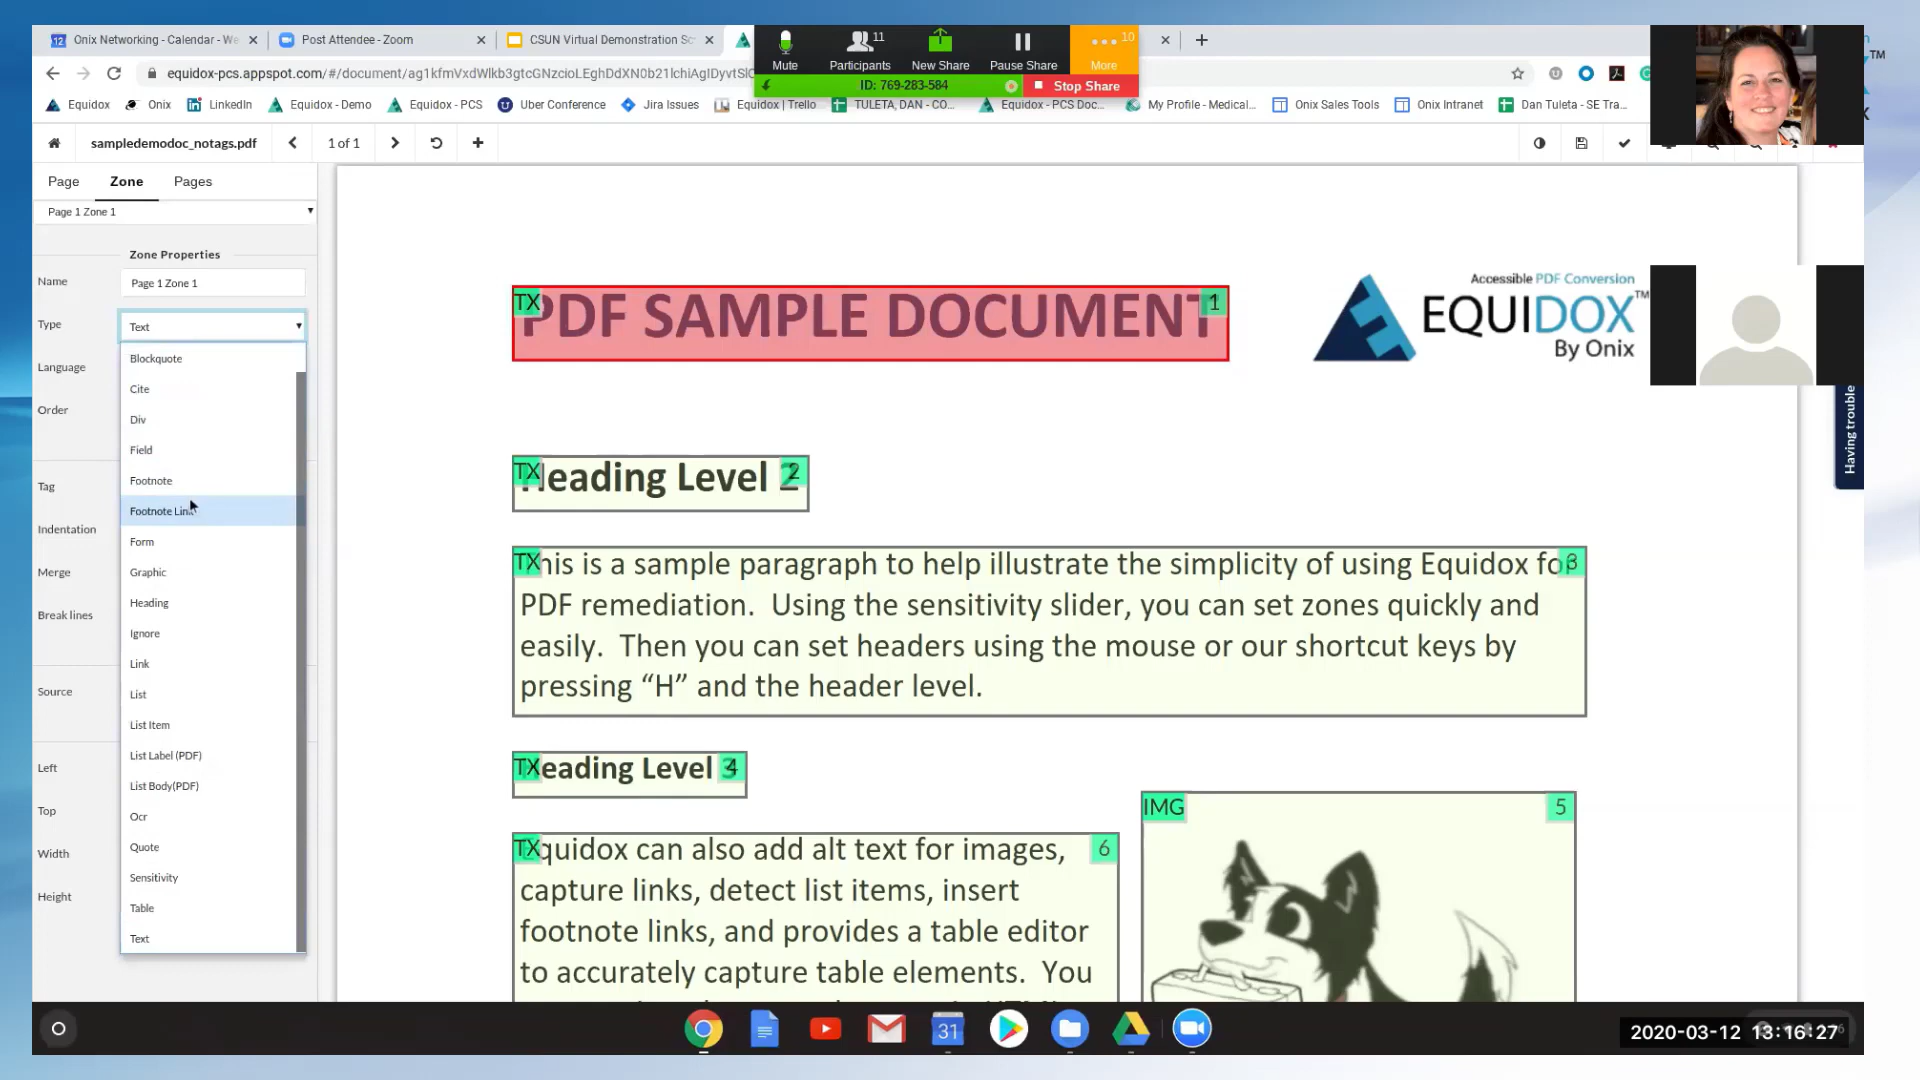 Onix Networking - Calendar - We
Post Attendee - Zoom
CSUN Virtual Demonstration Sc
Mute
Participants
11
New Share
Pause Share
More
10
ID: 769-283-584
Stop Share
equidox-pcs.appspot.com/#/document/ag1kfmVxdWlkb3gtcGNzcioLEghDdXN0b21lchiAgIDyvtSlC
Equidox
Onix
LinkedIn
Equidox - Demo
Equidox - PCS
Uber Conference
Jira Issues
Equidox | Trello
TULETA, DAN - CO...
Equidox - PCS Doc...
My Profile - Medical...
Onix Sales Tools
Onix Intranet
Dan Tuleta - SE Tra...
sampledemodoc_notags.pdf
1 of 1
Page
Zone
Pages
Page 1 Zone 1
Zone Properties
Name
Page 1 Zone 1
Type
Text
Language
Order
Tag
Indentation
Merge
Break lines
Source
Left
Top
Width
Height
Blockquote
Cite
Div
Field
Footnote
Footnote Link
Form
Graphic
Heading
Ignore
Link
List
List Item
List Label (PDF)
List Body(PDF)
Ocr
Quote
Sensitivity
Table
Text
TX
PDF SAMPLE DOCUMENT
1
Accessible PDF Conversion
EQUIDOX™
By Onix
TX
Heading Level 2
2
TX
This is a sample paragraph to help illustrate the simplicity of using Equidox for
3
PDF remediation. Using the sensitivity slider, you can set zones quickly and
easily. Then you can set headers using the mouse or our shortcut keys by
pressing “H” and the header level.
TX
Heading Level 3
4
IMG
5
TX
Equidox can also add alt text for images,
6
capture links, detect list items, insert
footnote links, and provides a table editor
to accurately capture table elements. You
Having trouble
31
2020-03-12 13:16:27